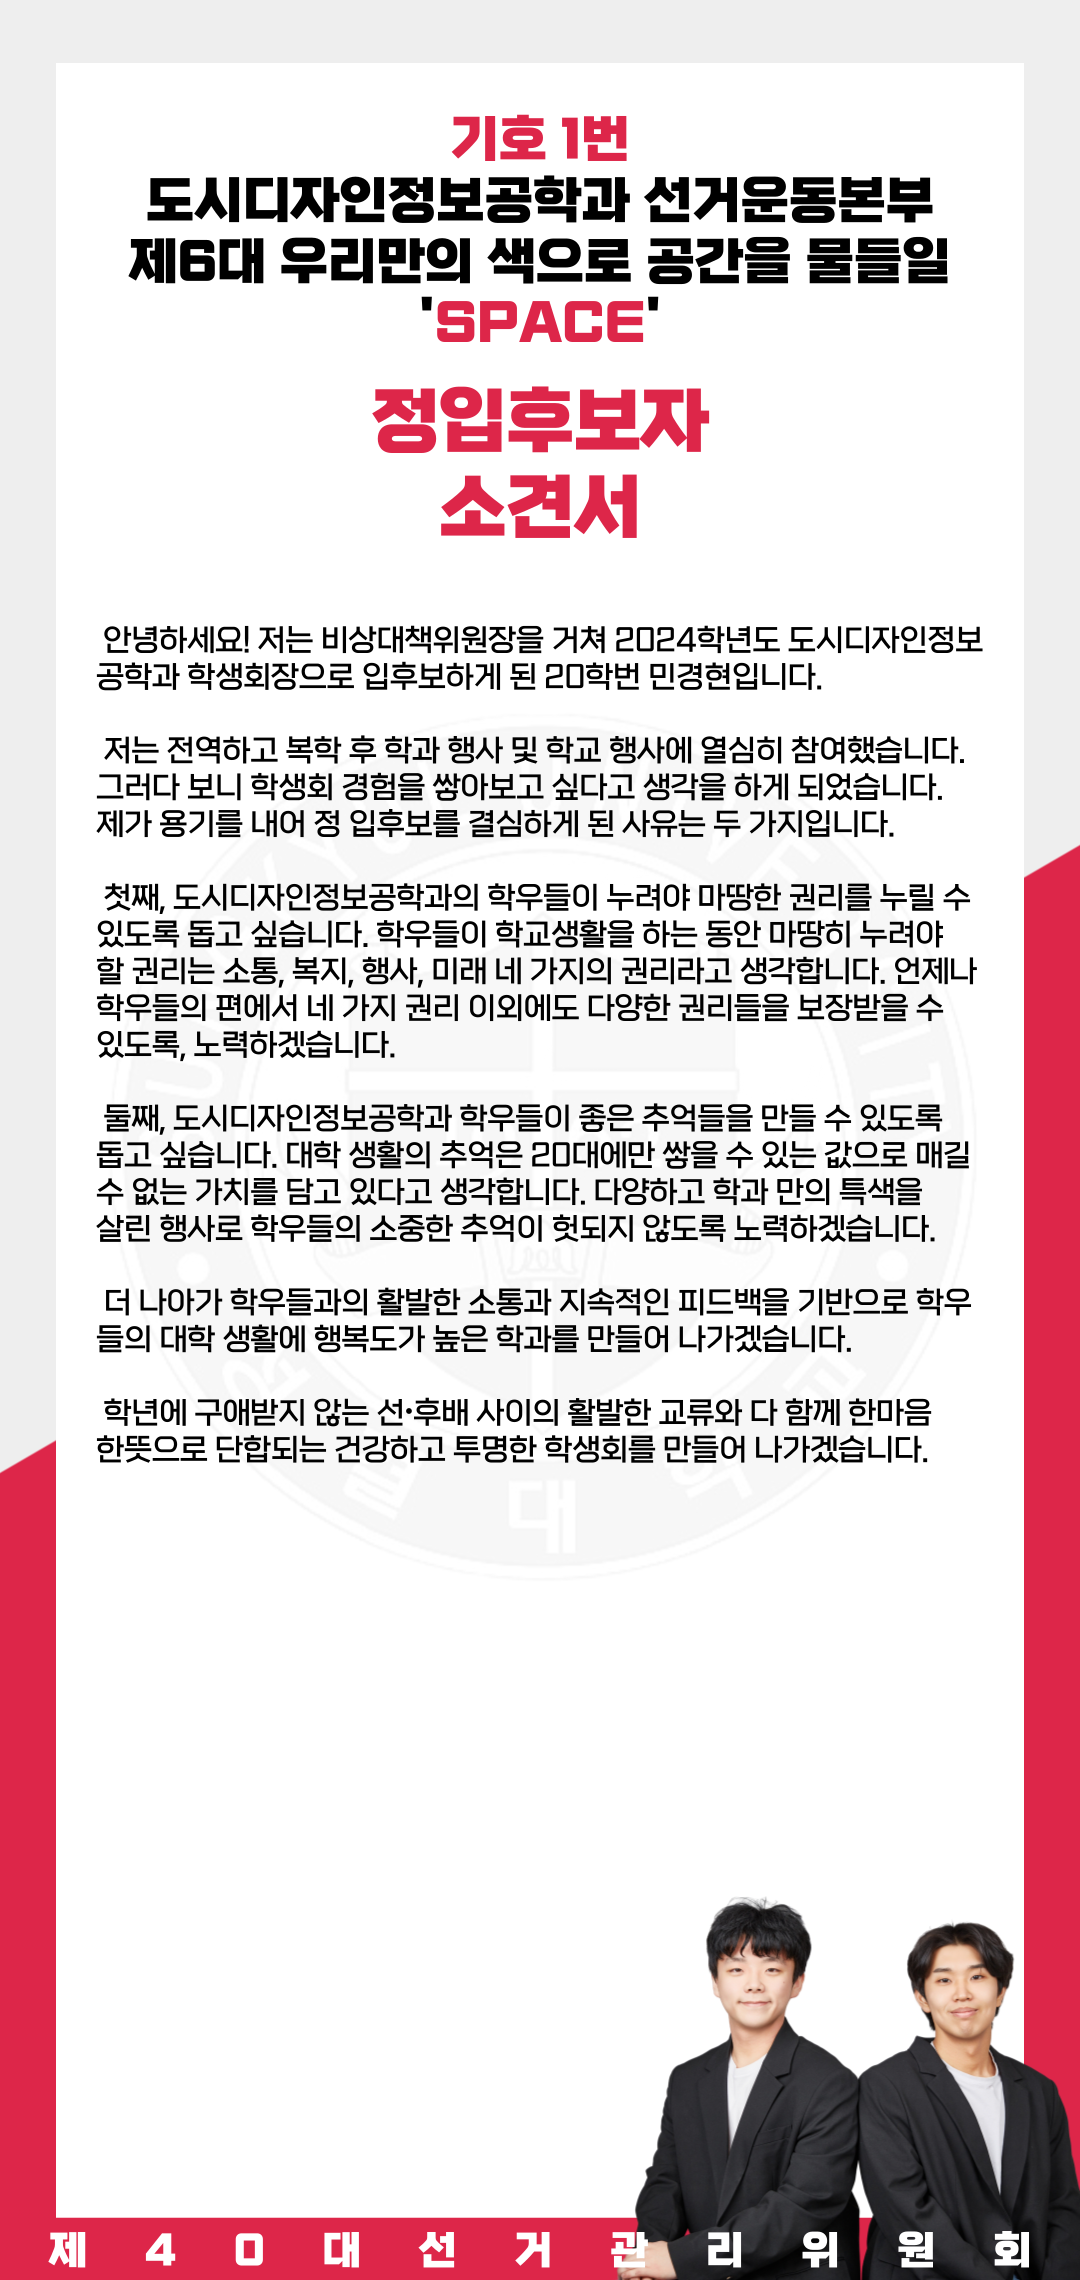 기호 1번
도시디자인정보공학과 선거운동본부
제6대 우리만의 색으로 공간을 물들일
'SPACE'
정입후보자
소견서
안녕하세요! 저는 비상대책위원장을 거쳐 2024학년도 도시디자인정보
공학과 학생회장으로 입후보하게 된 20학번 민경현입니다.
저는 전역하고 복학 후 학과 행사 및 학교 행사에 열심히 참여했습니다.
그러다 보니 학생회 경험을 쌓아보고 싶다고 생각을 하게 되었습니다.
제가 용기를 내어 정 입후보를 결심하게 된 사유는 두 가지입니다.
첫째, 도시디자인정보공학과의 학우들이 누려야 마땅한 권리를 누릴 수
있도록 돕고 싶습니다. 학우들이 학교생활을 하는 동안 마땅히 누려야
할 권리는 소통, 복지, 행사, 미래 네 가지의 권리라고 생각합니다. 언제나
학우들의 편에서 네 가지 권리 이외에도 다양한 권리들을 보장받을 수
있도록, 노력하겠습니다.
둘째, 도시디자인정보공학과 학우들이 좋은 추억들을 만들 수 있도록
돕고 싶습니다. 대학 생활의 추억은 20대에만 쌓을 수 있는 값으로 매길
수 없는 가치를 담고 있다고 생각합니다. 다양하고 학과 만의 특색을
살린 행사로 학우들의 소중한 추억이 헛되지 않도록 노력하겠습니다.
더 나아가 학우들과의 활발한 소통과 지속적인 피드백을 기반으로 학우
들의 대학 생활에 행복도가 높은 학과를 만들어 나가겠습니다.
학년에 구애받지 않는 선·후배 사이의 활발한 교류와 다 함께 한마음
한뜻으로 단합되는 건강하고 투명한 학생회를 만들어 나가겠습니다.
제40대선거관리위원회